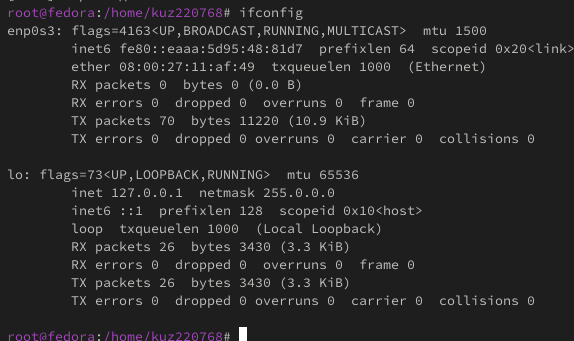 root@fedora:/home/kuz220768# ifconfig
enp0s3: flags=4163<UP,BROADCAST,RUNNING,MULTICAST>  mtu 1500
        inet6 fe80::eaaa:5d95:48:81d7  prefixlen 64  scopeid 0x20<link>
        ether 08:00:27:11:af:49  txqueuelen 1000  (Ethernet)
        RX packets 0  bytes 0 (0.0 B)
        RX errors 0  dropped 0  overruns 0  frame 0
        TX packets 70  bytes 11220 (10.9 KiB)
        TX errors 0  dropped 0 overruns 0  carrier 0  collisions 0

lo: flags=73<UP,LOOPBACK,RUNNING>  mtu 65536
        inet 127.0.0.1  netmask 255.0.0.0
        inet6 ::1  prefixlen 128  scopeid 0x10<host>
        loop  txqueuelen 1000  (Local Loopback)
        RX packets 26  bytes 3430 (3.3 KiB)
        RX errors 0  dropped 0  overruns 0  frame 0
        TX packets 26  bytes 3430 (3.3 KiB)
        TX errors 0  dropped 0 overruns 0  carrier 0  collisions 0

root@fedora:/home/kuz220768#